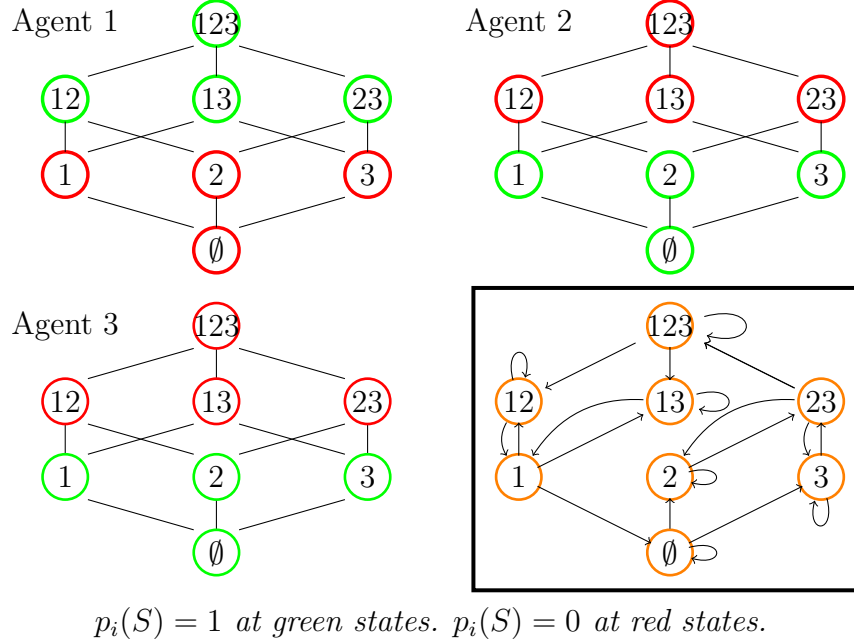 Agent 1
123
12 13 23
1 2 3
∅
Agent 2
123
12 13 23
1 2 3
∅
Agent 3
123
12 13 23
1 2 3
∅
123
12 13 23
1 2 3
∅
p_i(S) = 1 at green states. p_i(S) = 0 at red states.